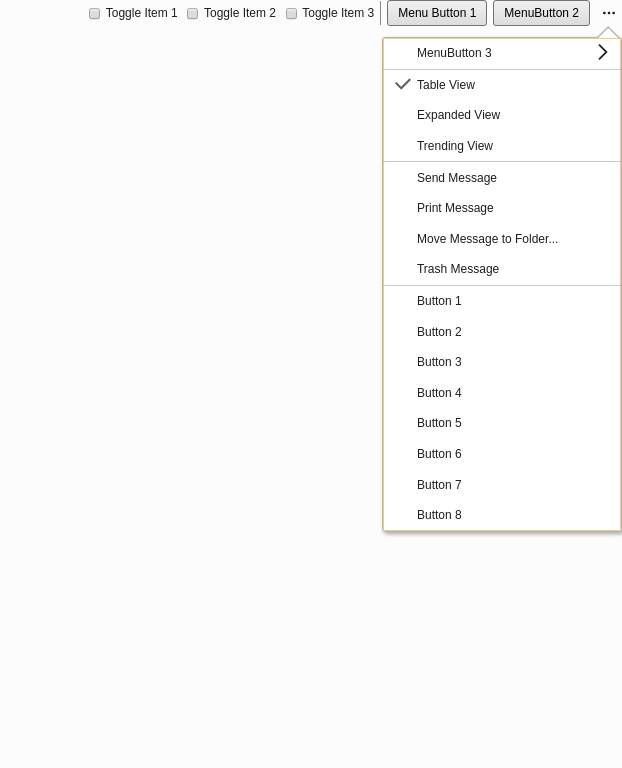 Toggle Item 1 Toggle Item 2 Toggle Item 3 Menu Button 1 MenuButton 2
MenuButton 3
Table View
Expanded View
Trending View
Send Message
Print Message
Move Message to Folder...
Trash Message
Button 1
Button 2
Button 3
Button 4
Button 5
Button 6
Button 7
Button 8